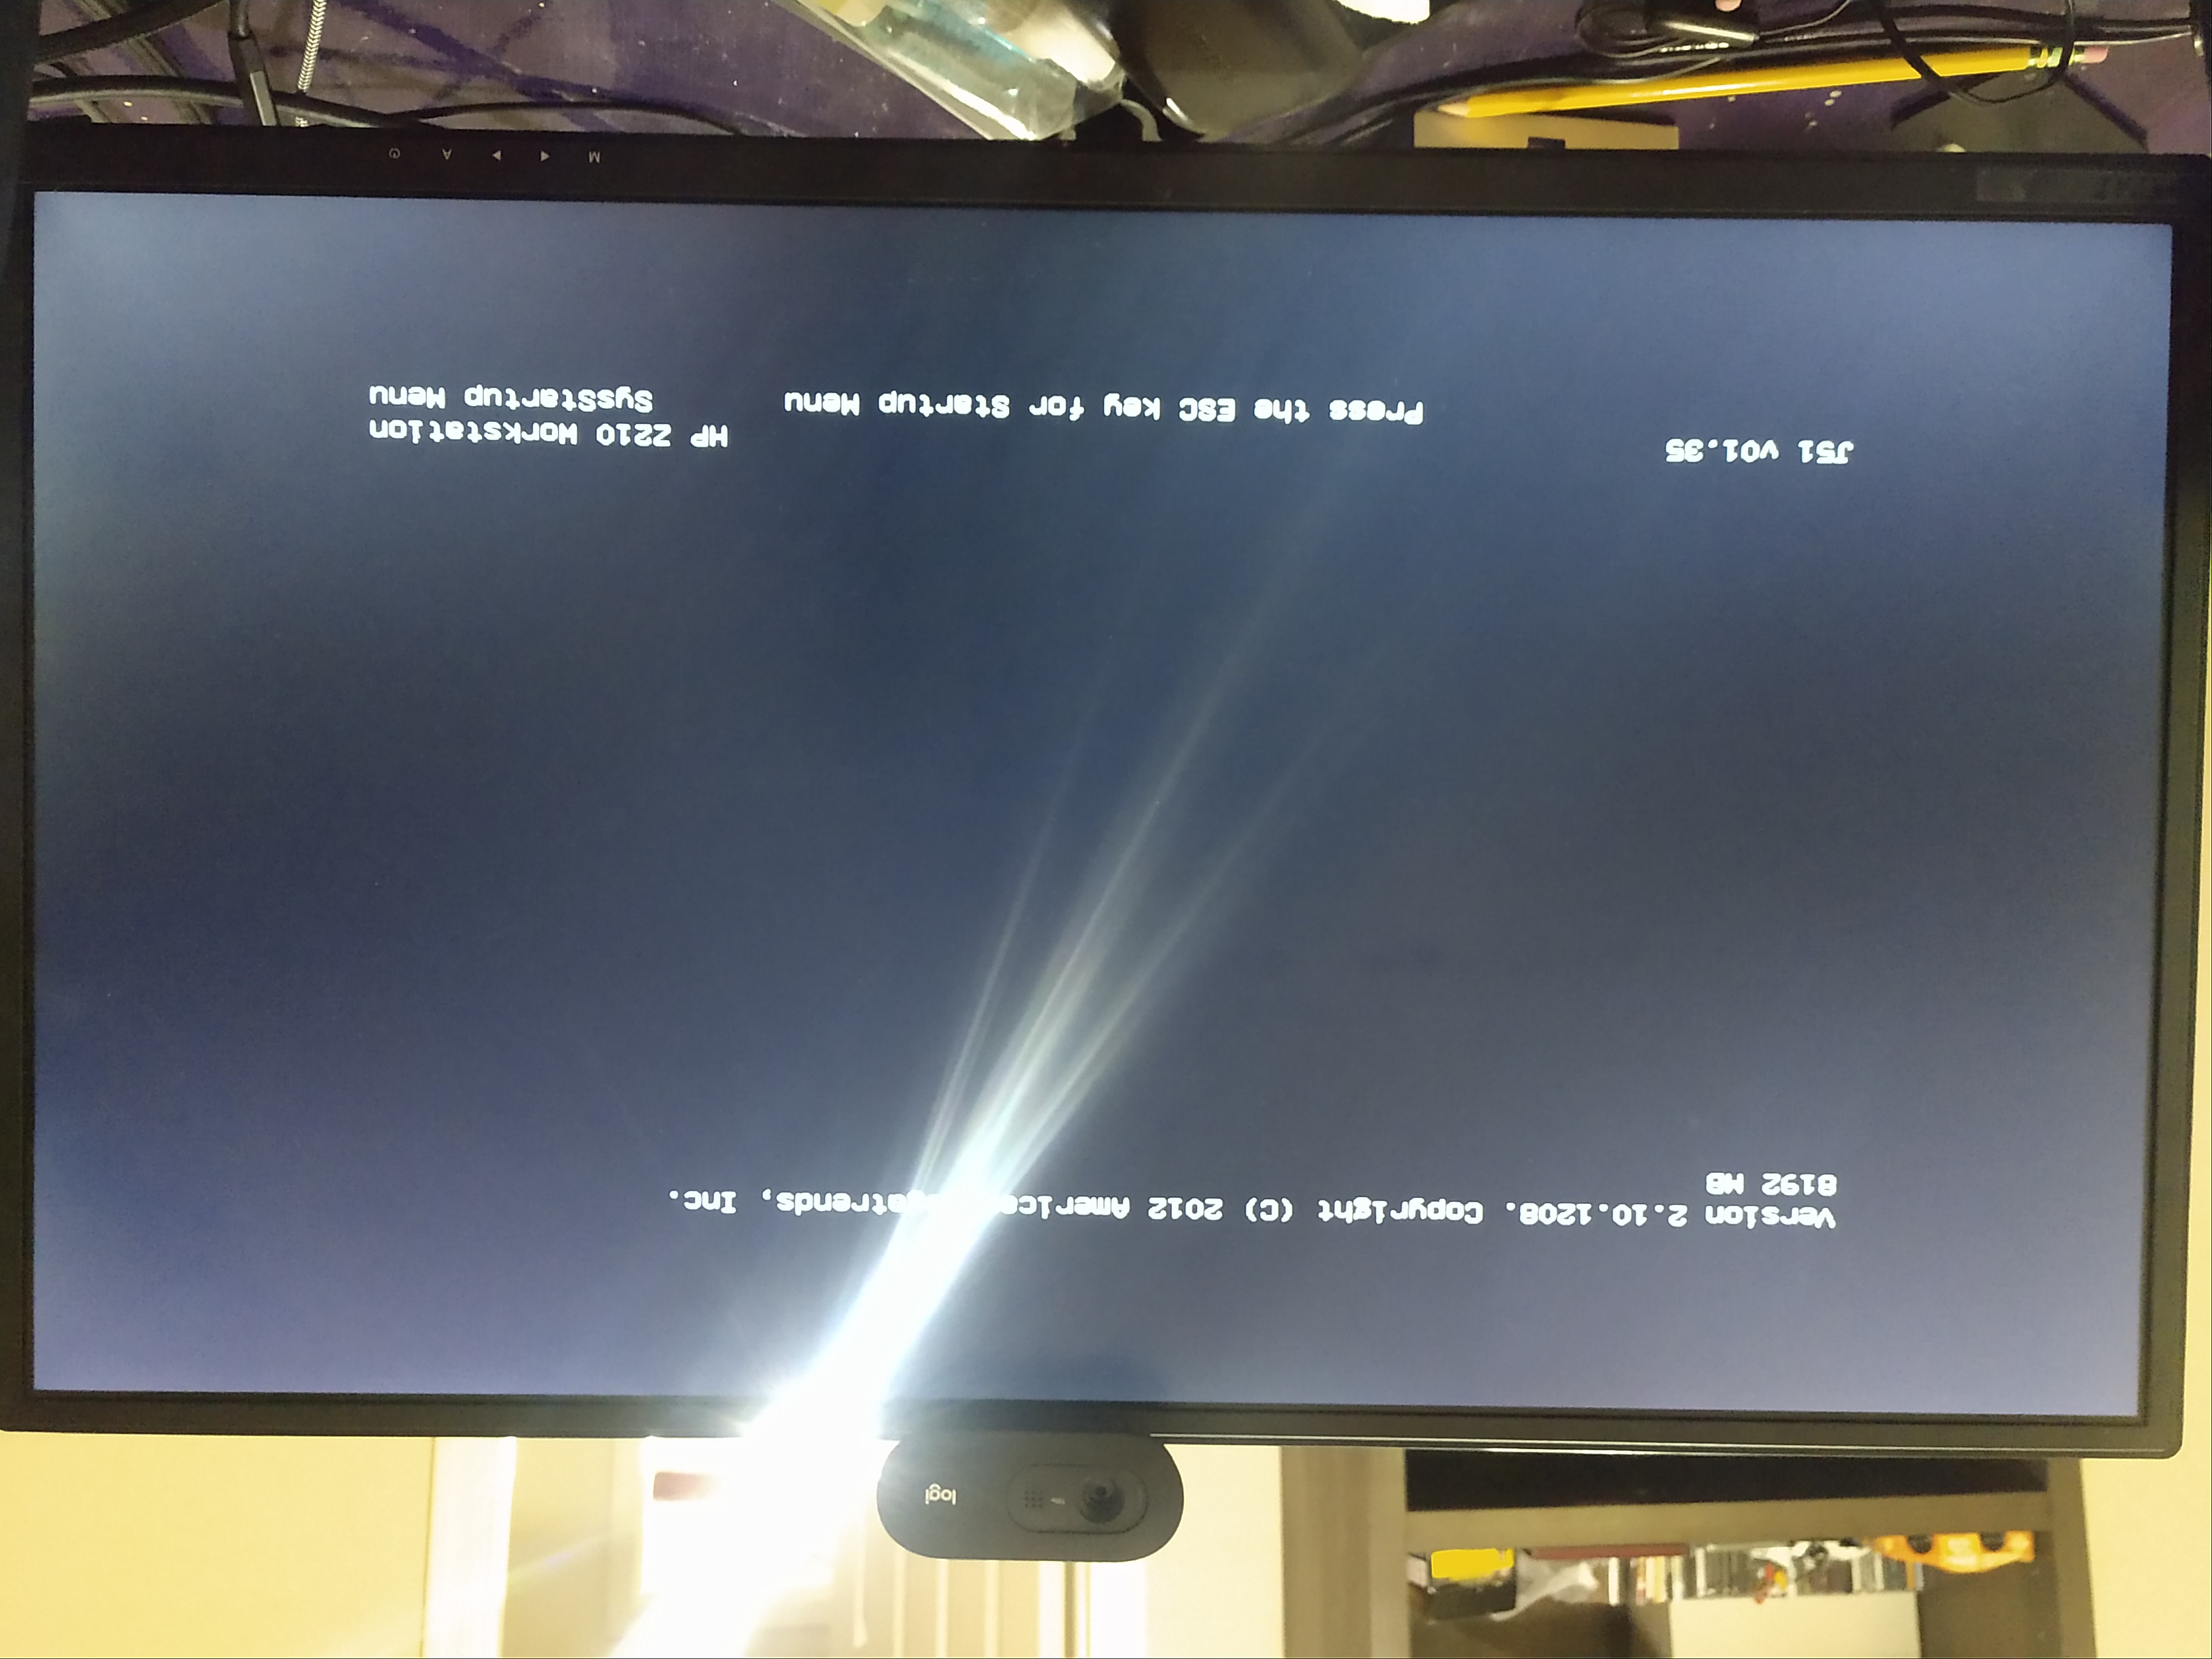 logi
Version 2.10.1208. Copyright (C) 2012 Inc.
8192 MB
J51 v01.35
HP Z210 Workstation
Press the ESC key for Startup Menu
SysStartup Menu
M A